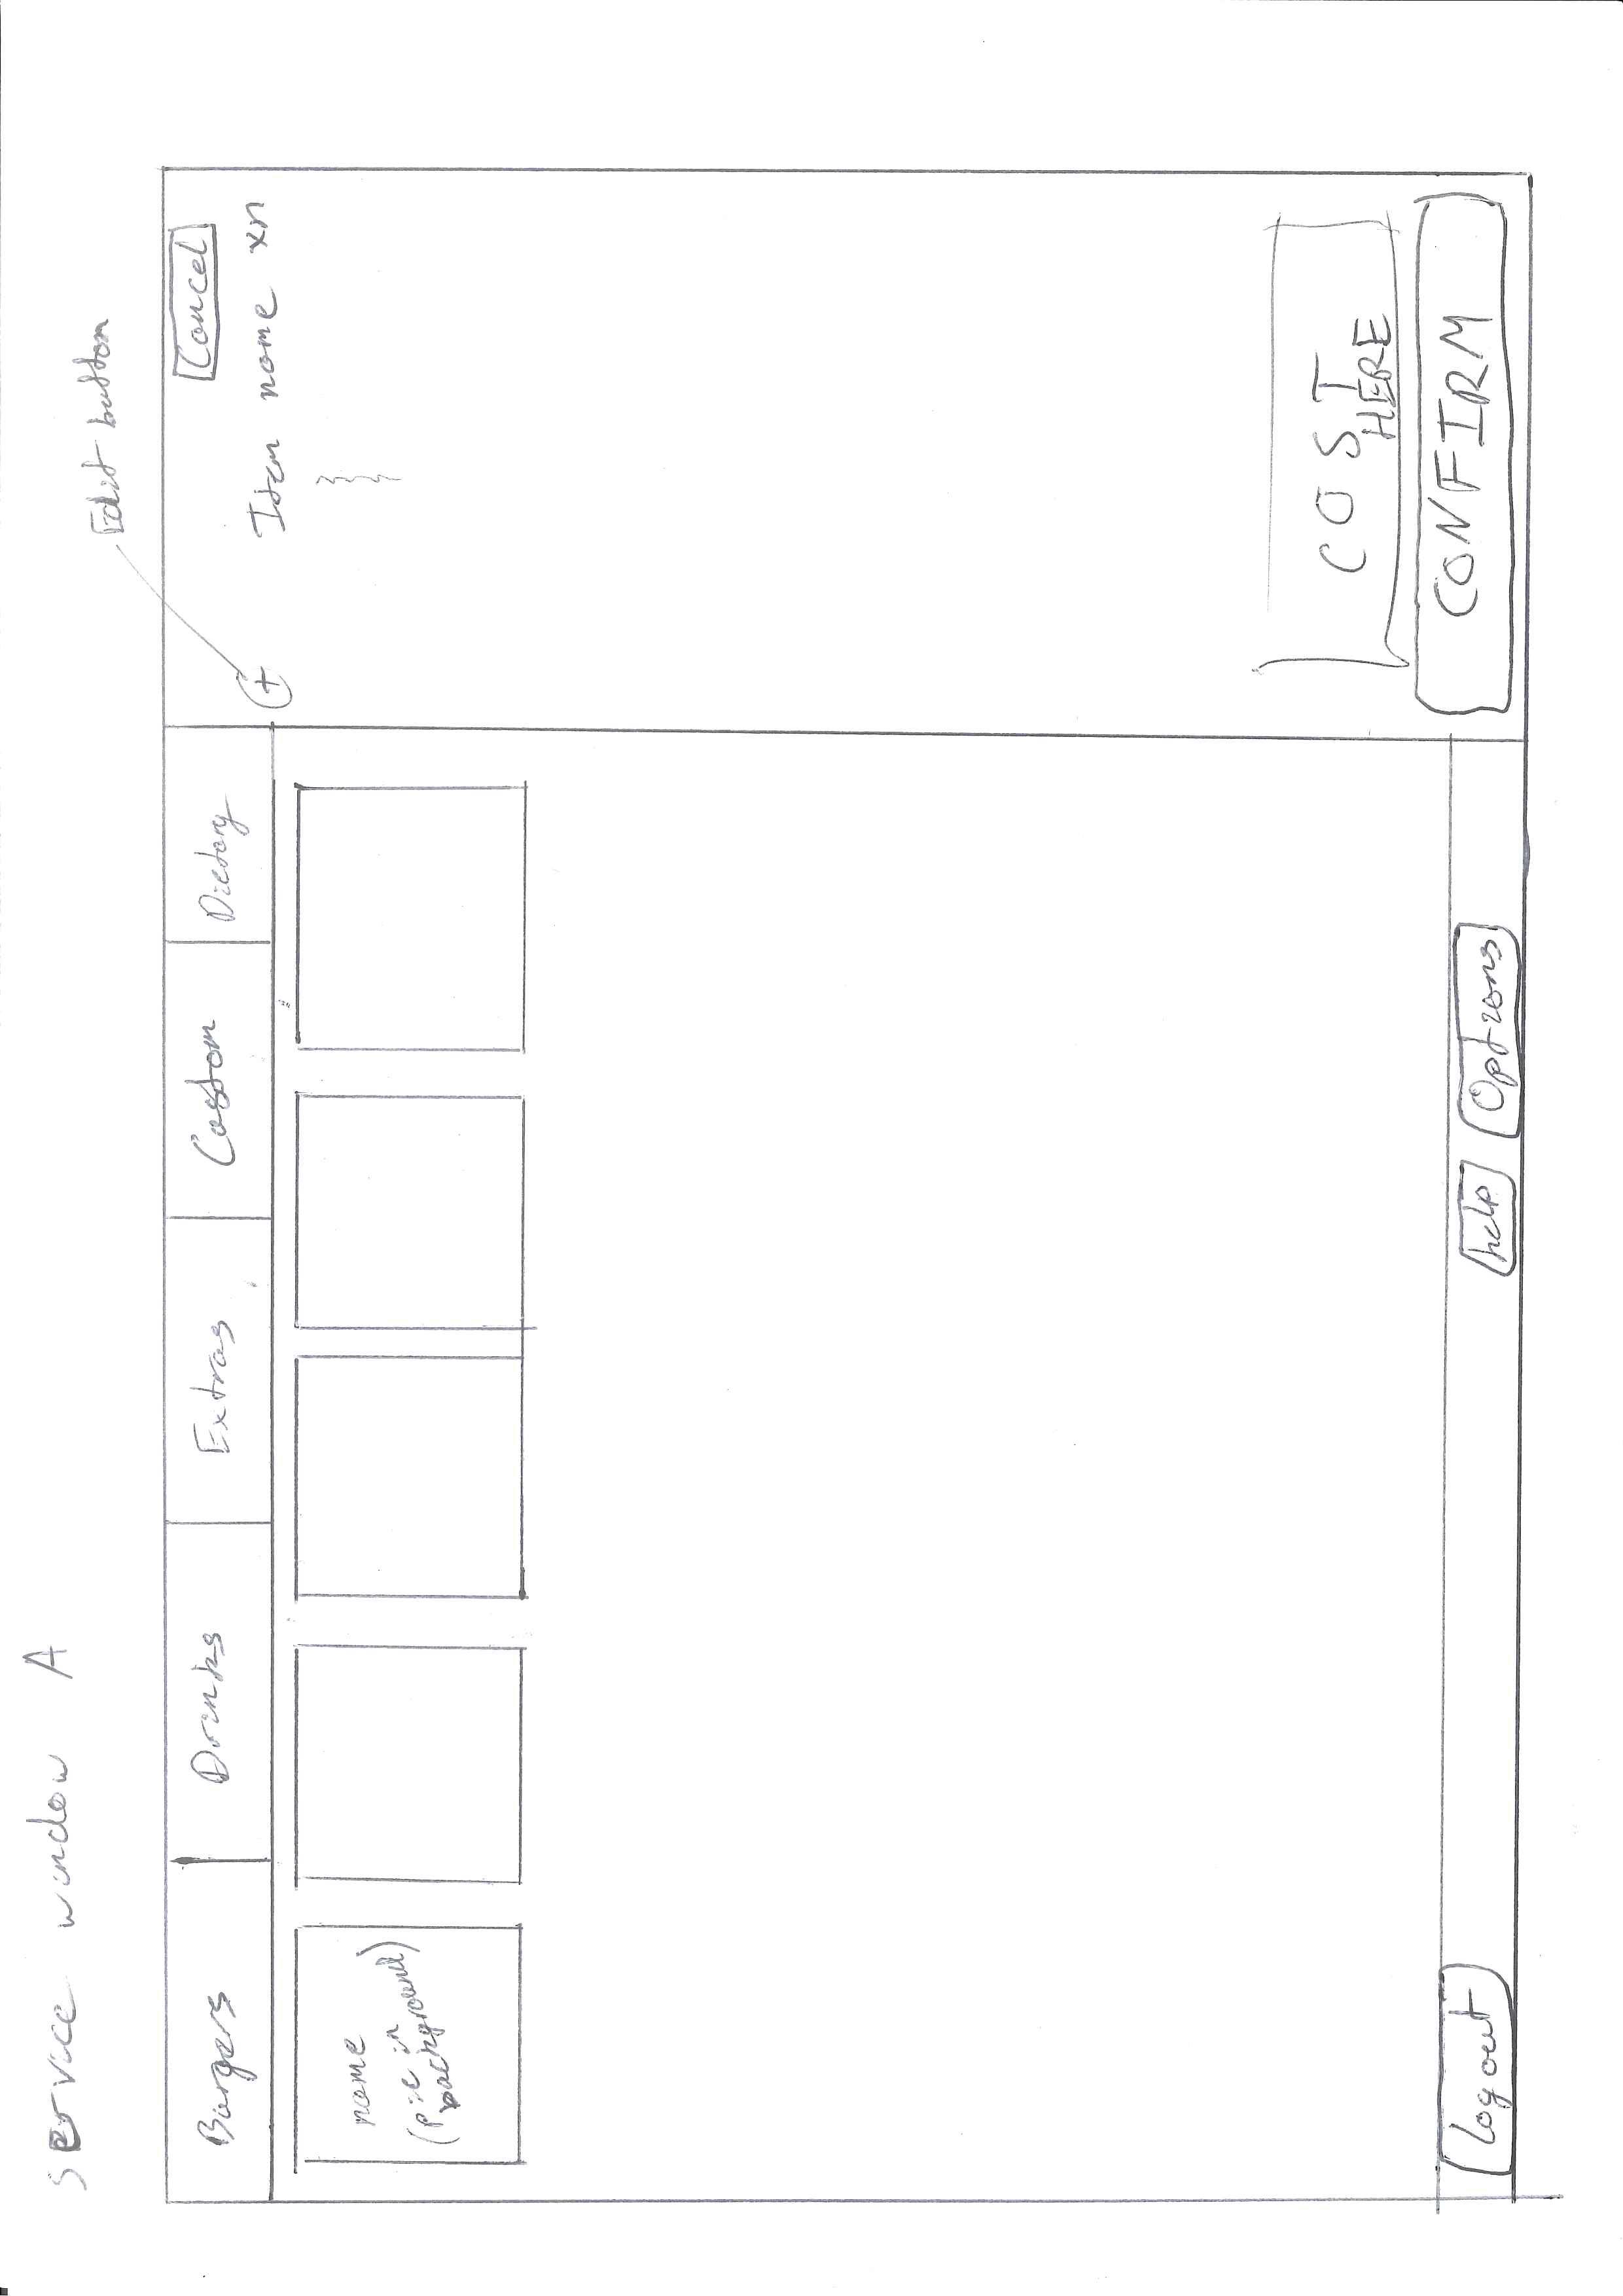 service window A
Edit button
Burgers Drinks Extras Custom Dietary
Cancel
+ Item name xn
name
(pic in
background)
COST
HERE
CONFIRM
logout help Options